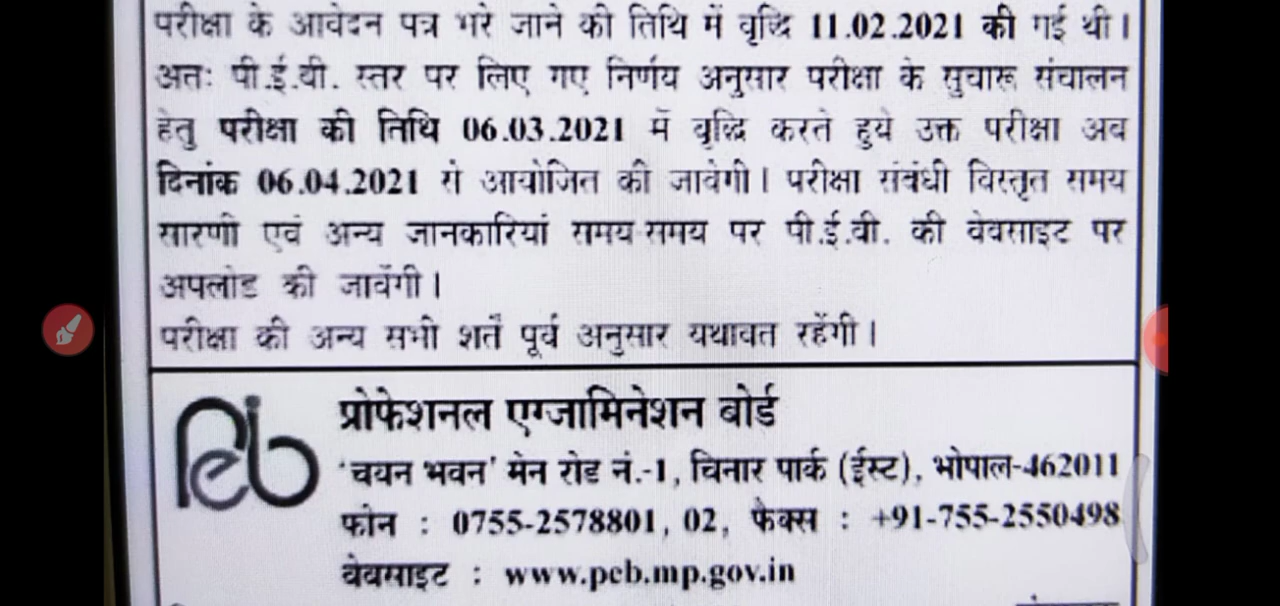 परीक्षा के आवेदन पत्र भरे जाने की तिथि में वृद्धि 11.02.2021 की गई थी।
अतः पी.ई.बी. स्तर पर लिए गए निर्णय अनुसार परीक्षा के सुचारू संचालन
हेतु परीक्षा की तिथि 06.03.2021 में वृद्धि करते हुये उक्त परीक्षा अब
दिनांक 06.04.2021 से आयोजित की जावेगी। परीक्षा संबंधी विस्तृत समय
सारणी एवं अन्य जानकारियां समय-समय पर पी.ई.बी. की वेबसाइट पर
अपलोड की जावेंगी।
परीक्षा की अन्य सभी शर्तें पूर्व अनुसार यथावत रहेंगी।
Peb
प्रोफेशनल एग्जामिनेशन बोर्ड
'चयन भवन' मेन रोड नं.-1, चिनार पार्क (ईस्ट), भोपाल-462011
फोन : 0755-2578801, 02, फैक्स : +91-755-2550498
वेबसाइट : www.peb.mp.gov.in